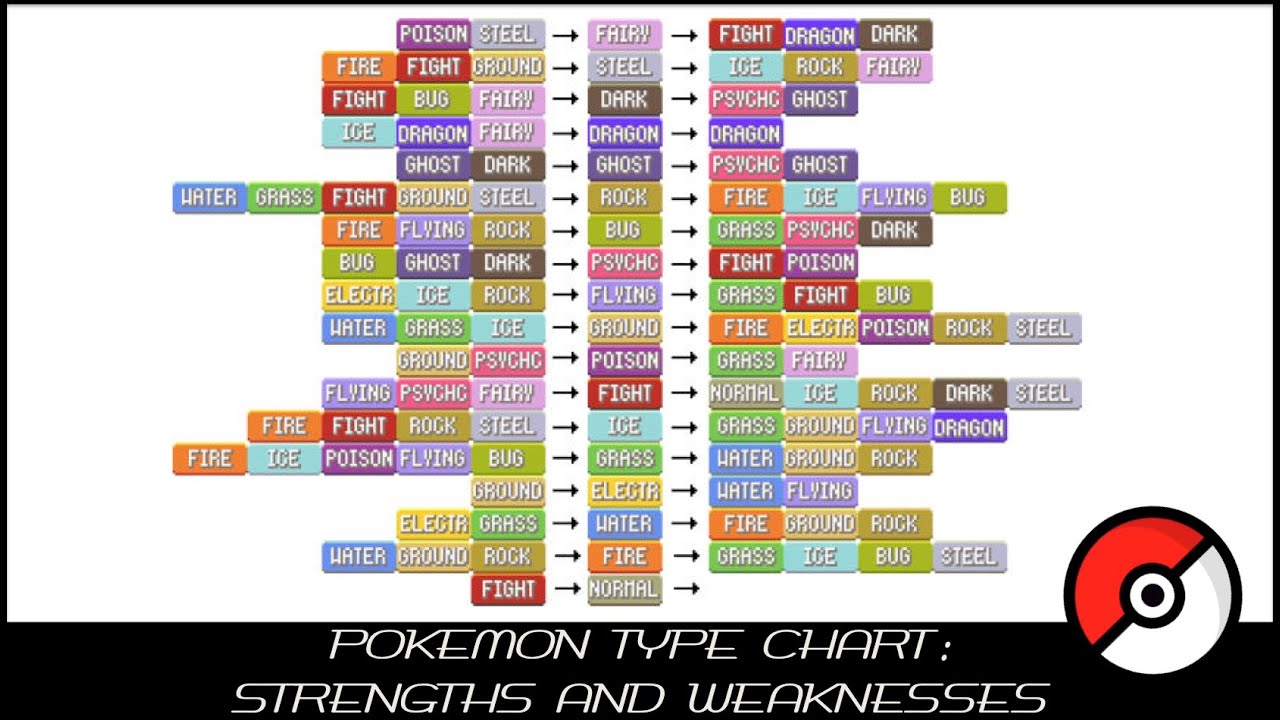 POISON STEEL → FAIRY → FIGHT DRAGON DARK
FIRE FIGHT GROUND → STEEL → ICE ROCK FAIRY
FIGHT BUG FAIRY → DARK → PSYCHC GHOST
ICE DRAGON FAIRY → DRAGON → DRAGON
GHOST DARK → GHOST → PSYCHC GHOST
WATER GRASS FIGHT GROUND STEEL → ROCK → FIRE ICE FLYING BUG
FIRE FLYING ROCK → BUG → GRASS PSYCHC DARK
BUG GHOST DARK → PSYCHC → FIGHT POISON
ELECTR ICE ROCK → FLYING → GRASS FIGHT BUG
WATER GRASS ICE → GROUND → FIRE ELECTR POISON ROCK STEEL
GROUND PSYCHC → POISON → GRASS FAIRY
FLYING PSYCHC FAIRY → FIGHT → NORMAL ICE ROCK DARK STEEL
FIRE FIGHT ROCK STEEL → ICE → GRASS GROUND FLYING DRAGON
FIRE ICE POISON FLYING BUG → GRASS → WATER GROUND ROCK
GROUND → ELECTR → WATER FLYING
ELECTR GRASS → WATER → FIRE GROUND ROCK
WATER GROUND ROCK → FIRE → GRASS ICE BUG STEEL
FIGHT → NORMAL →
POKEMON TYPE CHART:
STRENGTHS AND WEAKNESSES